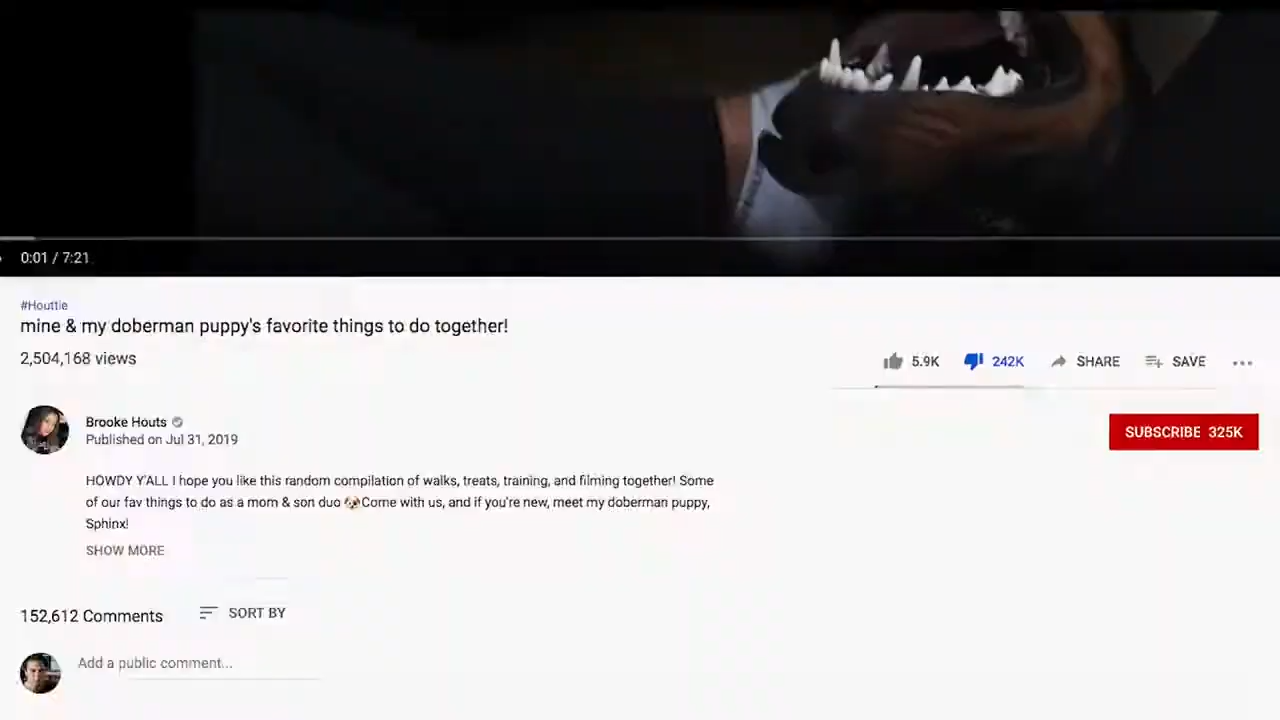 0:01 / 7:21
#Houttie
mine & my doberman puppy's favorite things to do together!
2,504,168 views
5.9K 242K SHARE SAVE
Brooke Houts
Published on Jul 31, 2019
SUBSCRIBE 325K
HOWDY Y'ALL I hope you like this random compilation of walks, treats, training, and filming together! Some
of our fav things to do as a mom & son duo 🐶Come with us, and if you're new, meet my doberman puppy,
Sphinx!
SHOW MORE
152,612 Comments SORT BY
Add a public comment...